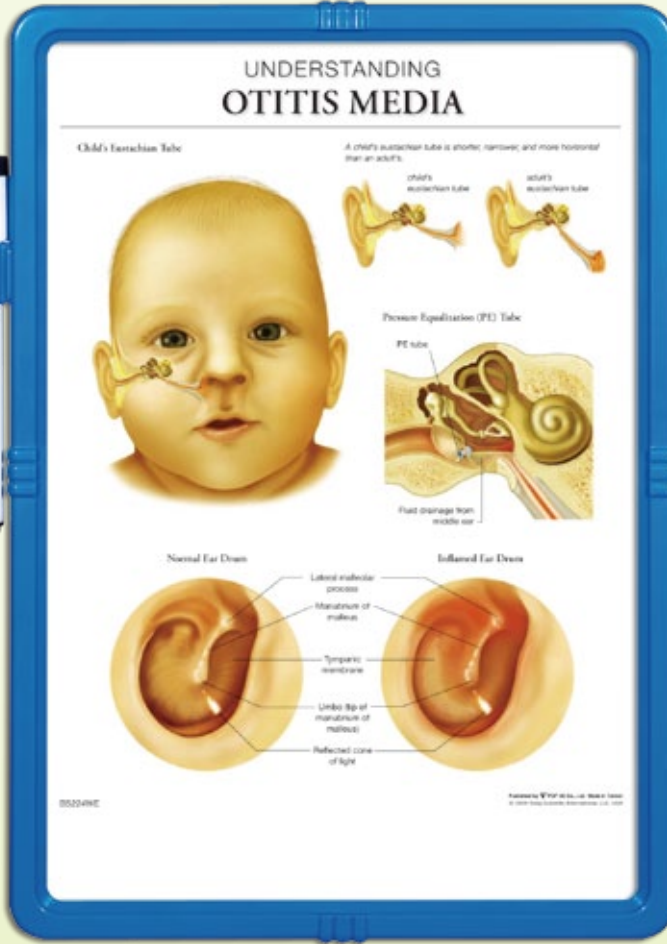 UNDERSTANDING
OTITIS MEDIA
Child's Eustachian Tube
A child's eustachian tube is shorter, narrower, and more horizontal
than an adult's.
child's
eustachian tube
adult's
eustachian tube
Pressure Equalization (PE) Tube
PE tube
Fluid drainage from
middle ear
Normal Ear Drum
Inflamed Ear Drum
Lateral malleolar
process
Manubrium of
malleus
Tympanic
membrane
Umbo (tip of
manubrium of
malleus)
Reflected cone
of light